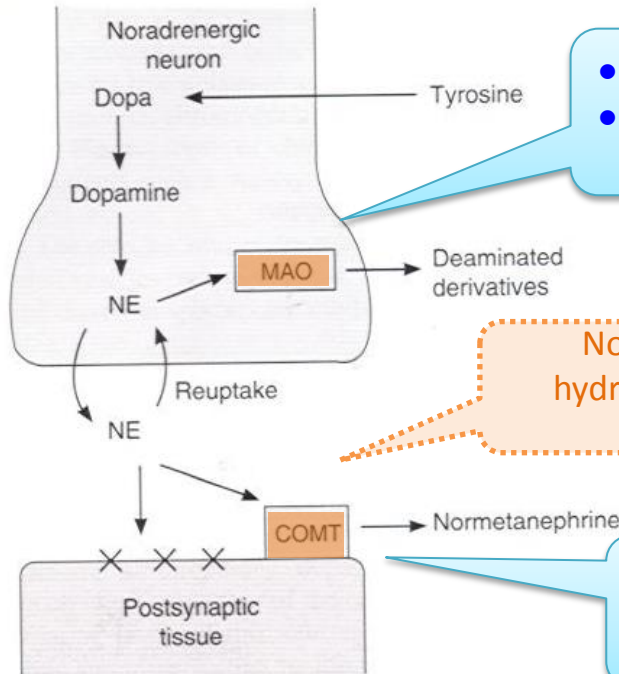 Noradrenergic
neuron
Dopa
Tyrosine
Dopamine
MAO
Deaminated
derivatives
NE
Reuptake
NE
No
hydr
COMT
Normetanephrine
Postsynaptic
tissue